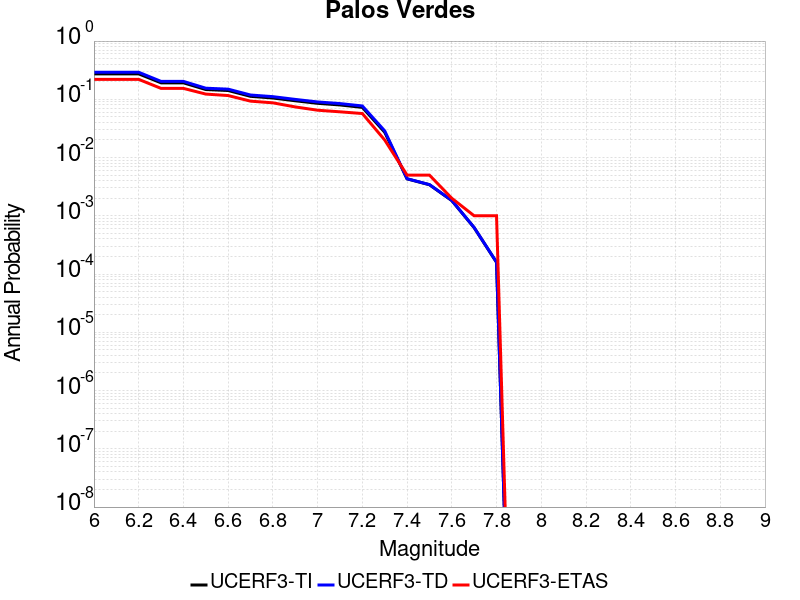 Palos Verdes
10^0
10^-1
10^-2
10^-3
10^-4
10^-5
10^-6
10^-7
10^-8
Annual Probability
6 6.2 6.4 6.6 6.8 7 7.2 7.4 7.6 7.8 8 8.2 8.4 8.6 8.8 9
Magnitude
UCERF3-TI UCERF3-TD UCERF3-ETAS